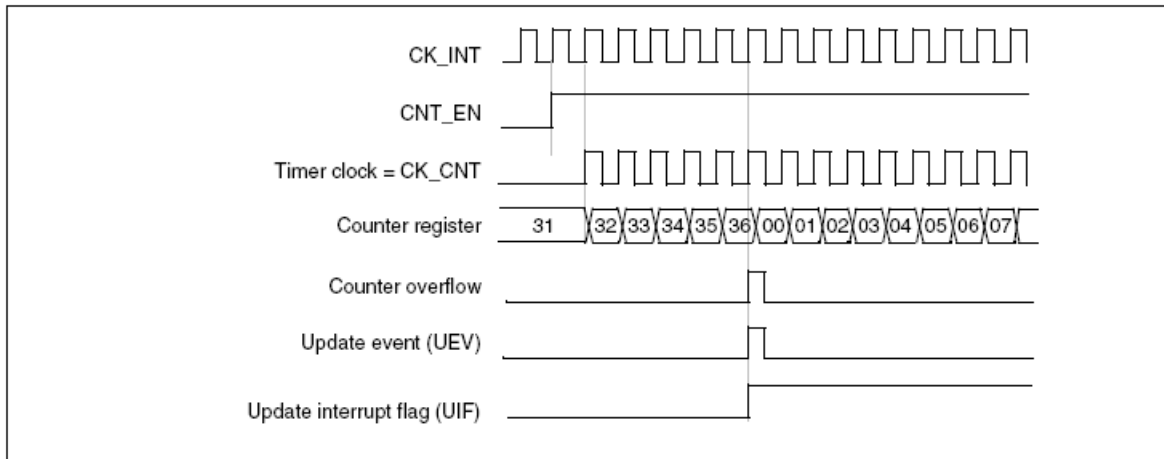 CK_INT
CNT_EN
Timer clock = CK_CNT
Counter register 31 32 33 34 35 36 00 01 02 03 04 05 06 07
Counter overflow
Update event (UEV)
Update interrupt flag (UIF)